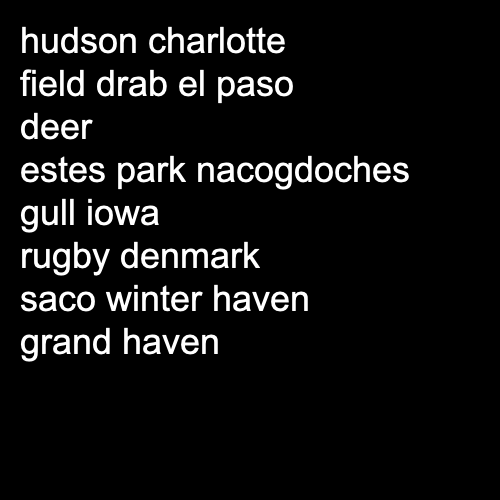 hudson charlotte
field drab el paso
deer
estes park nacogdoches
gull iowa
rugby denmark
saco winter haven
grand haven